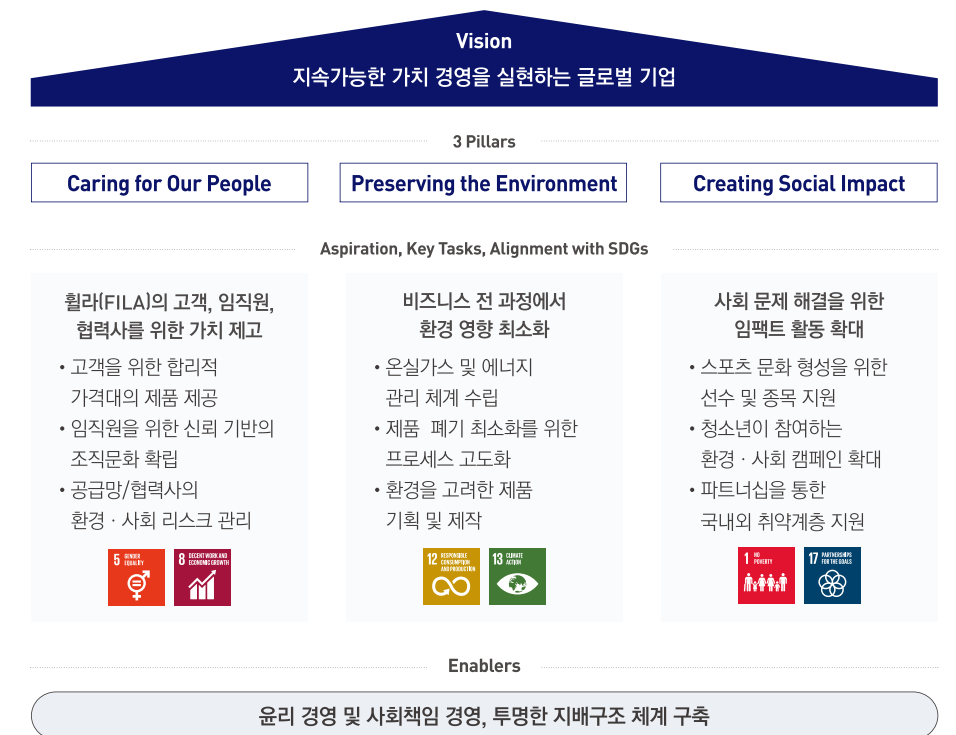 Vision
지속가능한 가치 경영을 실현하는 글로벌 기업
3 Pillars
Caring for Our People
Preserving the Environment
Creating Social Impact
Aspiration, Key Tasks, Alignment with SDGs
휠라(FILA)의 고객, 임직원,
협력사를 위한 가치 제고
• 고객을 위한 합리적
가격대의 제품 제공
• 임직원을 위한 신뢰 기반의
조직문화 확립
• 공급망/협력사의
환경 · 사회 리스크 관리
5 GENDER
EQUALITY
8 DECENT WORK AND
ECONOMIC GROWTH
비즈니스 전 과정에서
환경 영향 최소화
• 온실가스 및 에너지
관리 체계 수립
• 제품 폐기 최소화를 위한
프로세스 고도화
• 환경을 고려한 제품
기획 및 제작
12 RESPONSIBLE
CONSUMPTION
AND PRODUCTION
13 CLIMATE
ACTION
사회 문제 해결을 위한
임팩트 활동 확대
• 스포츠 문화 형성을 위한
선수 및 종목 지원
• 청소년이 참여하는
환경 · 사회 캠페인 확대
• 파트너십을 통한
국내외 취약계층 지원
1 NO
POVERTY
17 PARTNERSHIPS
FOR THE GOALS
Enablers
윤리 경영 및 사회책임 경영, 투명한 지배구조 체계 구축